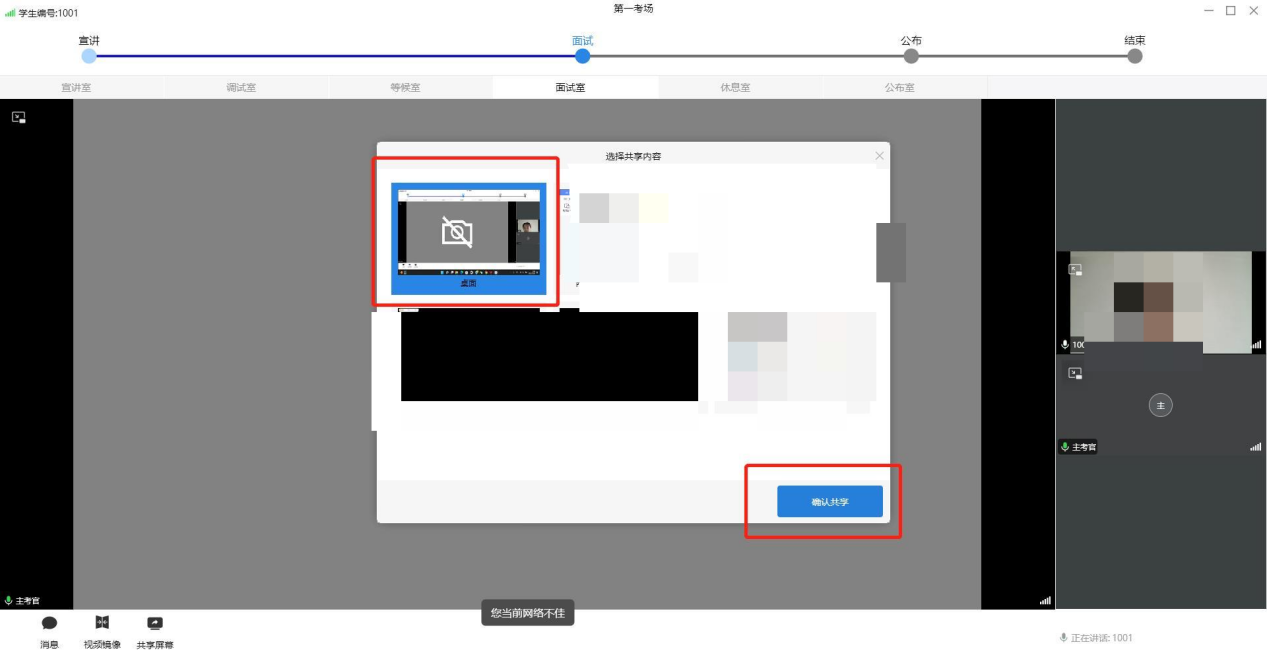 学生编号:1001
第一考场
宣讲
面试
公布
结束
宣讲室
调试室
等候室
面试室
休息室
公布室
选择共享内容
桌面
确认共享
主
主考官
主考官
您当前网络不佳
消息
视频镜像
共享屏幕
正在讲话: 1001